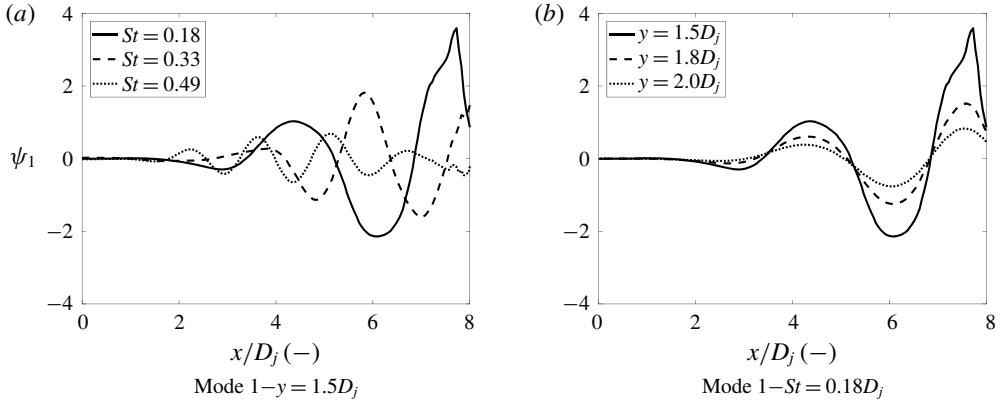 (a)
4
2
0
−2
−4
ψ₁
St = 0.18
St = 0.33
St = 0.49
0 2 4 6 8
x/Dⱼ (−)
Mode 1−y = 1.5Dⱼ
(b)
4
2
0
−2
−4
y = 1.5Dⱼ
y = 1.8Dⱼ
y = 2.0Dⱼ
0 2 4 6 8
x/Dⱼ (−)
Mode 1−St = 0.18Dⱼ